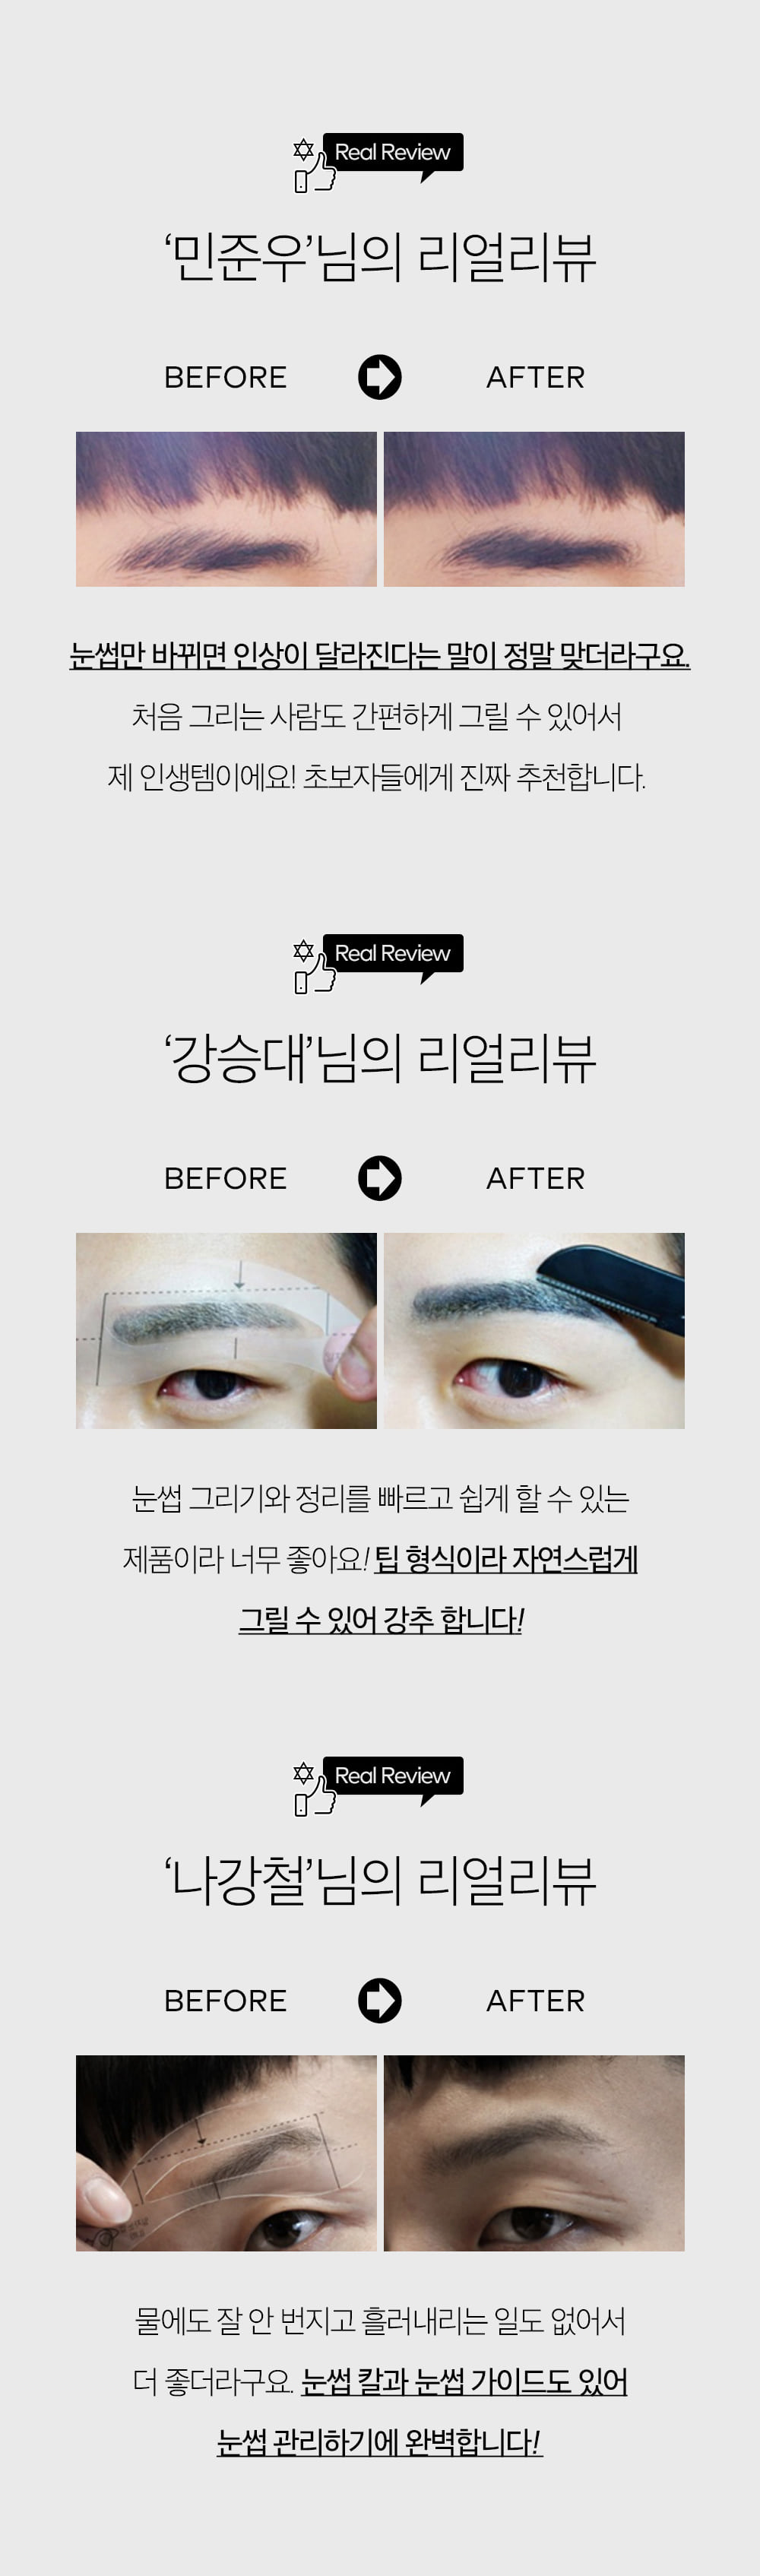 Real Review
‘민준우’님의 리얼리뷰
BEFORE AFTER
눈썹만 바뀌면 인상이 달라진다는 말이 정말 맞더라구요.
처음 그리는 사람도 간편하게 그릴 수 있어서
제 인생템이에요! 초보자들에게 진짜 추천합니다.
Real Review
‘강승대’님의 리얼리뷰
BEFORE AFTER
눈썹 그리기와 정리를 빠르고 쉽게 할 수 있는
제품이라 너무 좋아요! 팁 형식이라 자연스럽게
그릴 수 있어 강추 합니다!
Real Review
‘나강철’님의 리얼리뷰
BEFORE AFTER
물에도 잘 안 번지고 흘러내리는 일도 없어서
더 좋더라구요. 눈썹 칼과 눈썹 가이드도 있어
눈썹 관리하기에 완벽합니다!